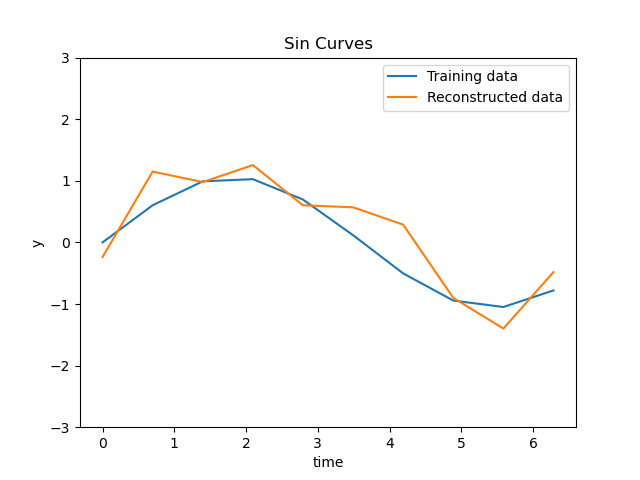 Sin Curves
Training data
Reconstructed data
3
2
1
0
−1
−2
−3
y
0 1 2 3 4 5 6
time